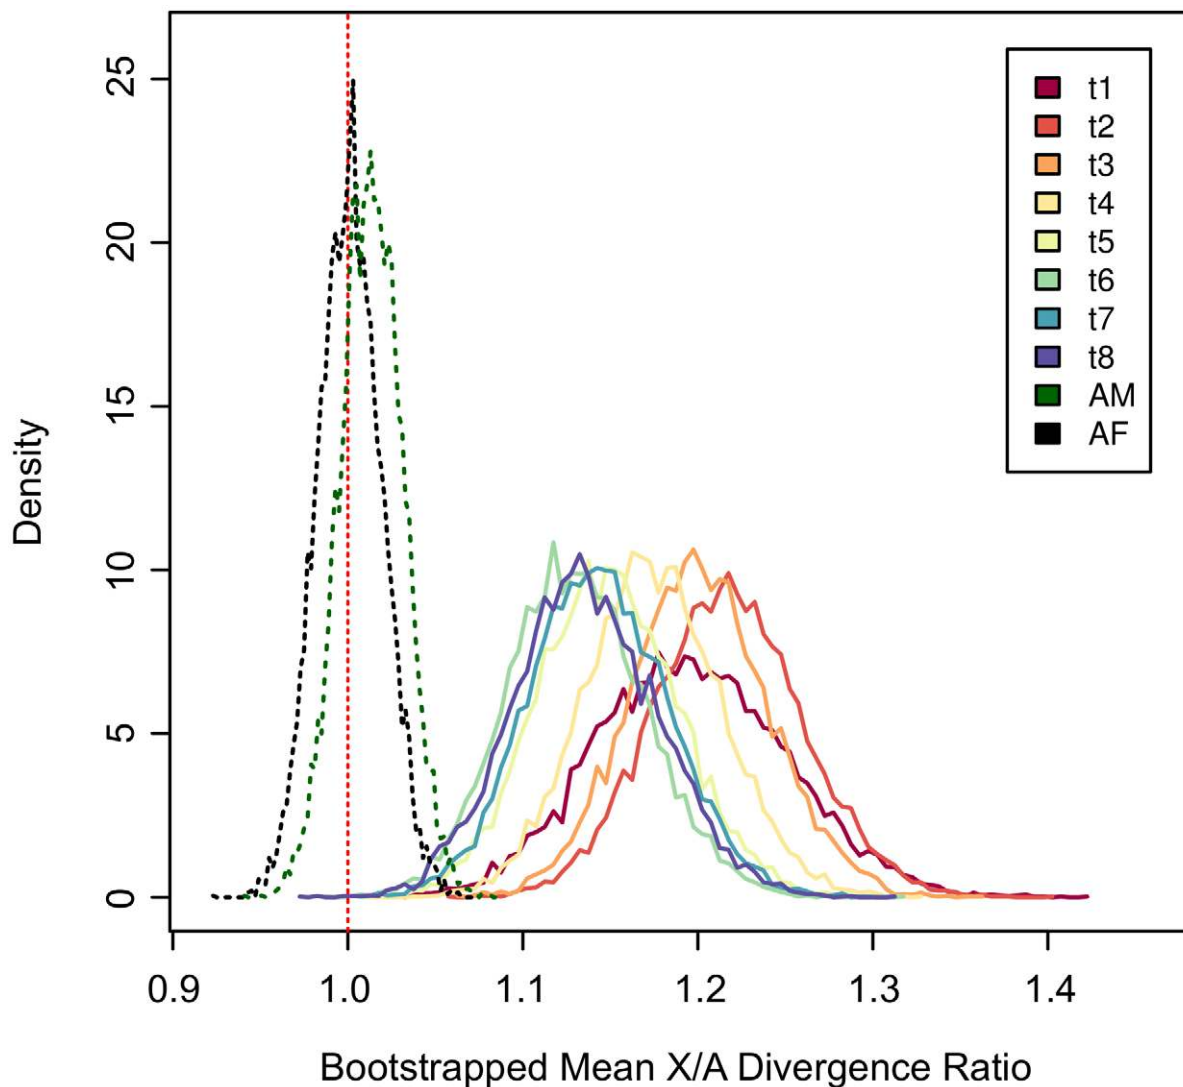 Density
0
5
10
15
20
25
0.9
1.0
1.1
1.2
1.3
1.4
Bootstrapped Mean X/A Divergence Ratio
t1
t2
t3
t4
t5
t6
t7
t8
AM
AF